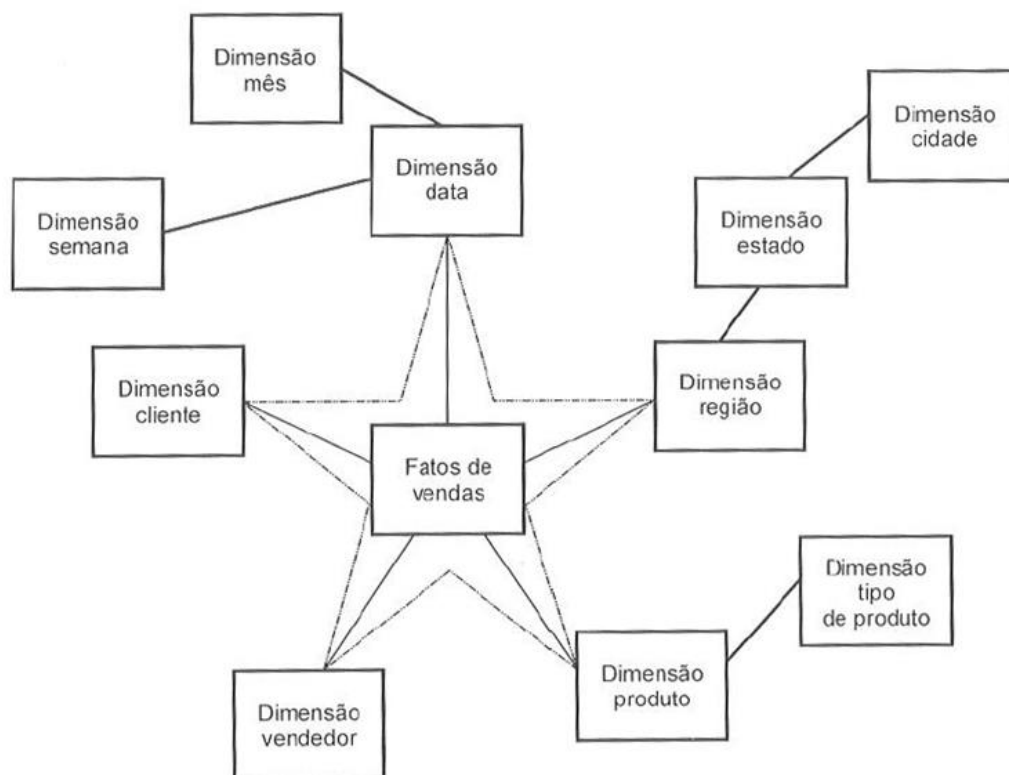 Dimensão
mês
Dimensão
cidade
Dimensão
data
Dimensão
semana
Dimensão
estado
Dimensão
cliente
Dimensão
região
Fatos de
vendas
Dimensão
tipo
de produto
Dimensão
produto
Dimensão
vendedor